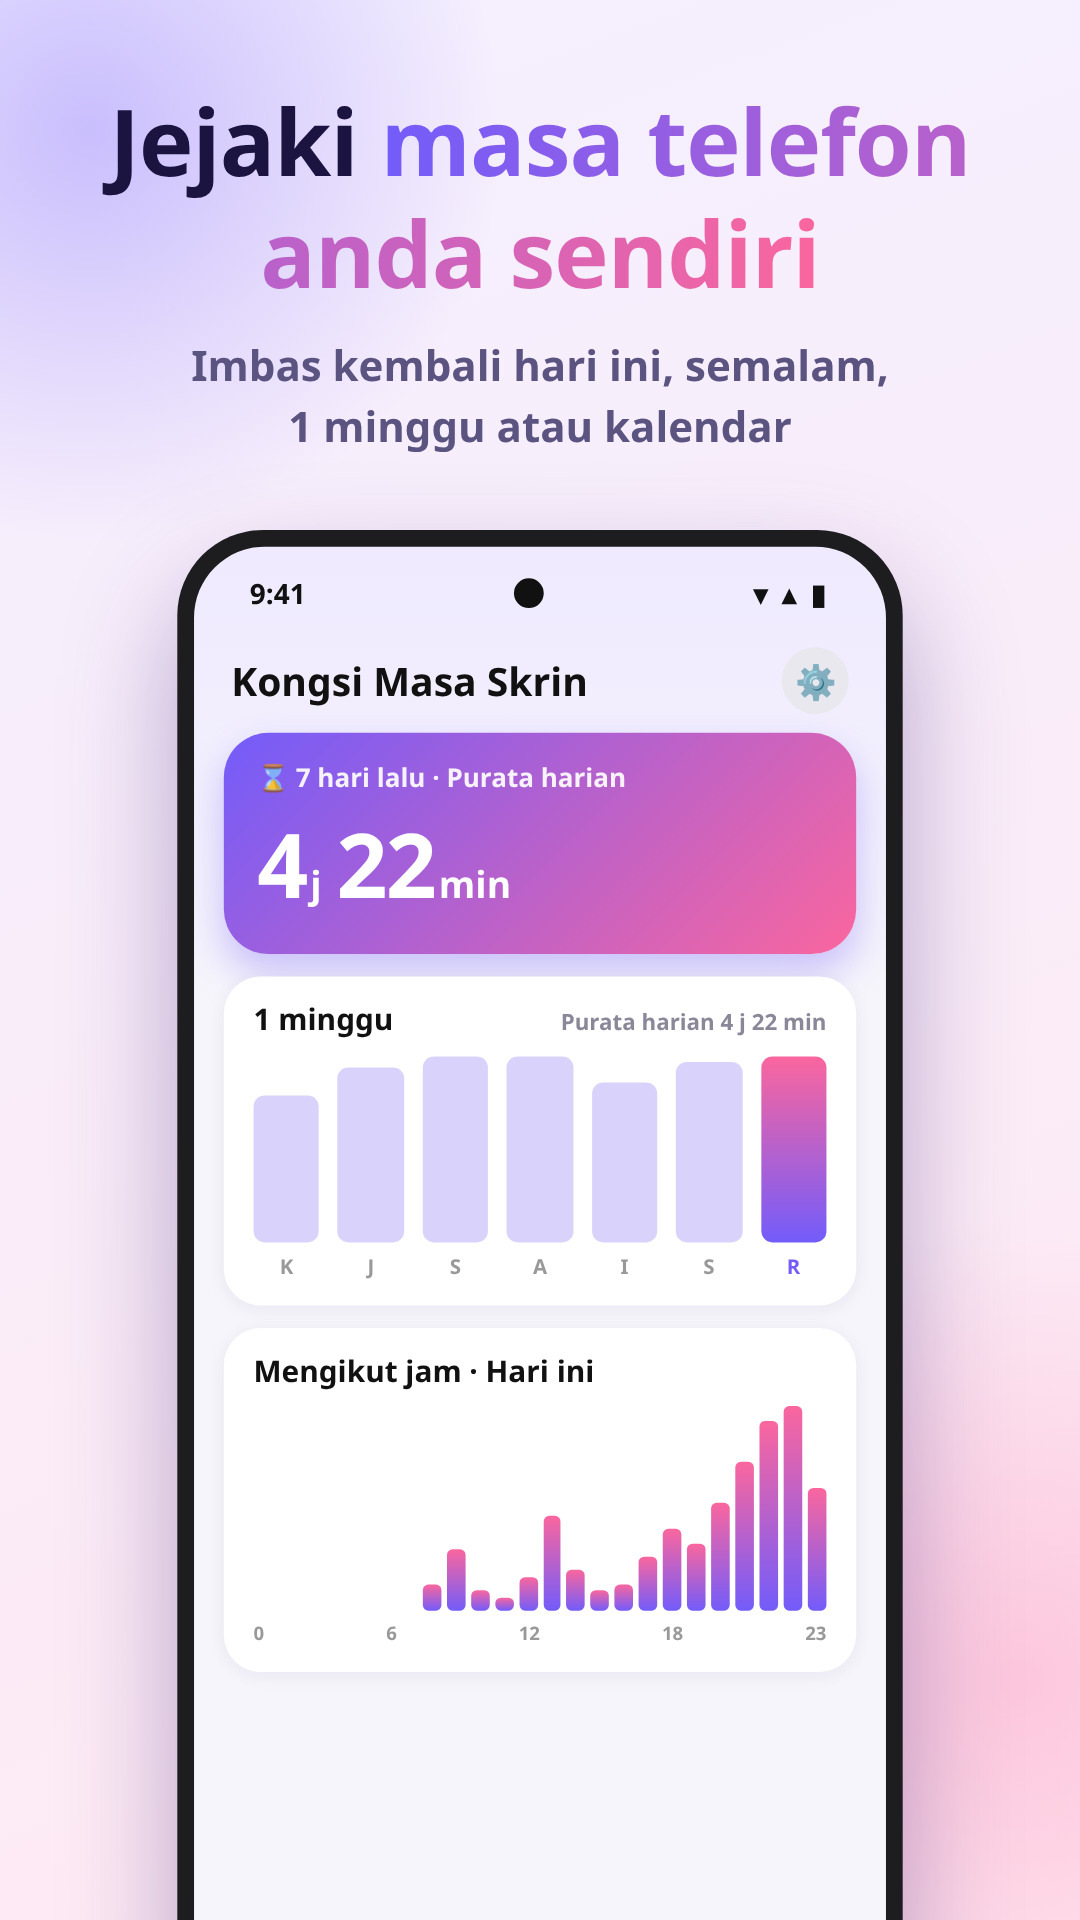 Jejaki masa telefon
anda sendiri
Imbas kembali hari ini, semalam,
1 minggu atau kalendar
9:41
Kongsi Masa Skrin
7 hari lalu · Purata harian
4j 22min
1 minggu
Purata harian 4 j 22 min
K J S A I S R
Mengikut jam · Hari ini
0 6 12 18 23